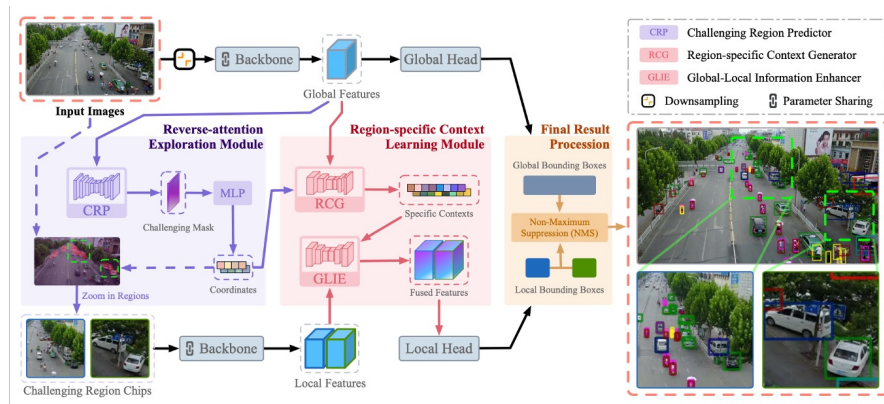 Input Images
Backbone
Global Features
Global Head
CRP
Challenging Region Predictor
RCG
Region-specific Context Generator
GLIE
Global-Local Information Enhancer
Downsampling
Parameter Sharing
Reverse-attention
Exploration Module
CRP
Challenging Mask
MLP
Coordinates
Zoom in Regions
Region-specific Context
Learning Module
RCG
Specific Contexts
GLIE
Fused Features
Final Result
Procession
Global Bounding Boxes
Non-Maximum
Suppression (NMS)
Local Bounding Boxes
Challenging Region Chips
Backbone
Local Features
Local Head